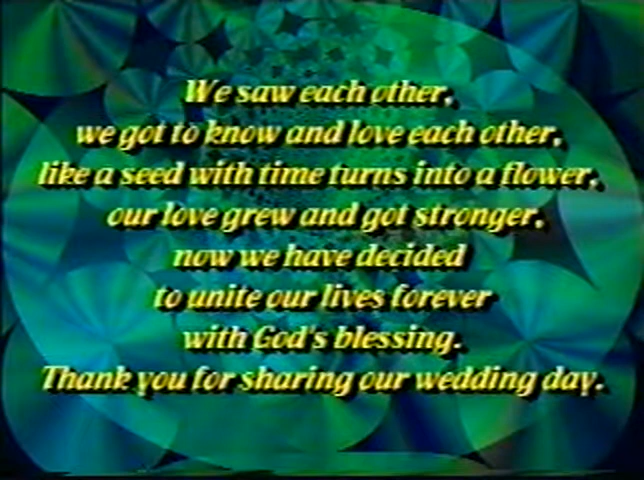 We saw each other,
we got to know and love each other,
like a seed with time turns into a flower,
our love grew and got stronger,
now we have decided
to unite our lives forever
with God's blessing.
Thank you for sharing our wedding day.